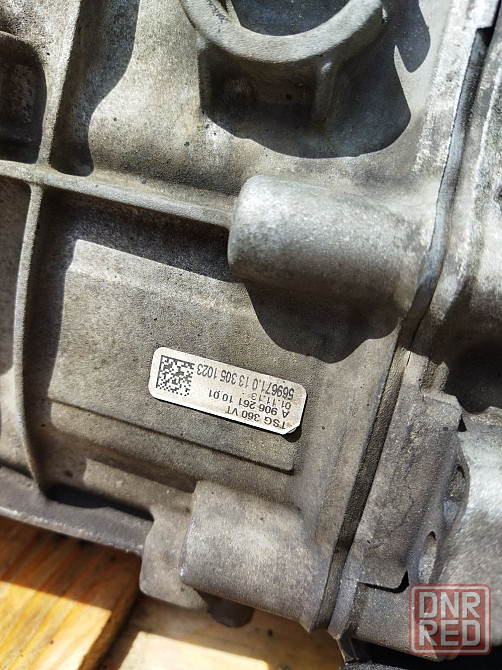 TSG 360 VT
A 906 261 10 01
01.11.13
569671.0 13 305 1023
DNR
RED